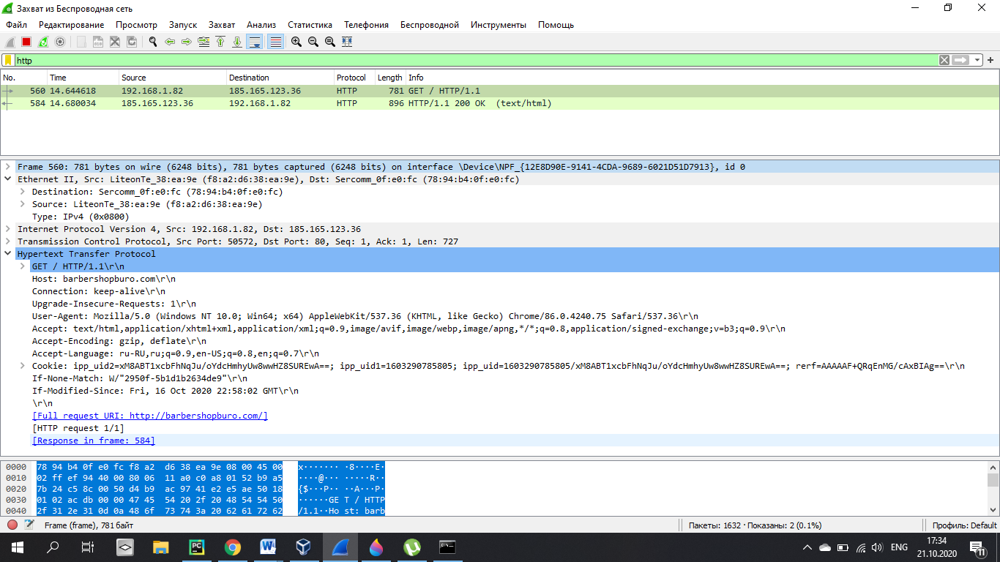 Захват из Беспроводная сеть
Файл Редактирование Просмотр Запуск Захват Анализ Статистика Телефония Беспроводной Инструменты Помощь
http
No. Time Source Destination Protocol Length Info
560 14.644618 192.168.1.82 185.165.123.36 HTTP 781 GET / HTTP/1.1
584 14.680034 185.165.123.36 192.168.1.82 HTTP 896 HTTP/1.1 200 OK (text/html)
Frame 560: 781 bytes on wire (6248 bits), 781 bytes captured (6248 bits) on interface \Device\NPF_{12E8D90E-9141-4CDA-9689-6021D51D7913}, id 0
Ethernet II, Src: LiteonTe_38:ea:9e (f8:a2:d6:38:ea:9e), Dst: Sercomm_0f:e0:fc (78:94:b4:0f:e0:fc)
Destination: Sercomm_0f:e0:fc (78:94:b4:0f:e0:fc)
Source: LiteonTe_38:ea:9e (f8:a2:d6:38:ea:9e)
Type: IPv4 (0x0800)
Internet Protocol Version 4, Src: 192.168.1.82, Dst: 185.165.123.36
Transmission Control Protocol, Src Port: 50572, Dst Port: 80, Seq: 1, Ack: 1, Len: 727
Hypertext Transfer Protocol
GET / HTTP/1.1\r\n
Host: barbershopburo.com\r\n
Connection: keep-alive\r\n
Upgrade-Insecure-Requests: 1\r\n
User-Agent: Mozilla/5.0 (Windows NT 10.0; Win64; x64) AppleWebKit/537.36 (KHTML, like Gecko) Chrome/86.0.4240.75 Safari/537.36\r\n
Accept: text/html,application/xhtml+xml,application/xml;q=0.9,image/avif,image/webp,image/apng,*/*;q=0.8,application/signed-exchange;v=b3;q=0.9\r\n
Accept-Encoding: gzip, deflate\r\n
Accept-Language: ru-RU,ru;q=0.9,en-US;q=0.8,en;q=0.7\r\n
Cookie: ipp_uid2=xM8ABT1xcbFhNqJu/oYdcHmhyUw8wwHZ8SUREwA==; ipp_uid1=1603290785805; ipp_uid=1603290785805/xM8ABT1xcbFhNqJu/oYdcHmhyUw8wwHZ8SUREwA==; rerf=AAAAAF+QRqEnMG/cAxBIAg==\r\n
If-None-Match: W/"2950f-5b1d1b2634de9"\r\n
If-Modified-Since: Fri, 16 Oct 2020 22:58:02 GMT\r\n
\r\n
[Full request URI: http://barbershopburo.com/]
[HTTP request 1/1]
[Response in frame: 584]
0000 78 94 b4 0f e0 fc f8 a2 d6 38 ea 9e 08 00 45 00 x······· ·8····E·
0010 02 ff ef 94 40 00 80 06 11 a0 c0 a8 01 52 b9 a5 ····@··· ·····R··
0020 7b 24 c5 8c 00 50 d4 b9 ac 97 41 e2 e5 ae 50 18 {$···P·· ··A···P·
0030 01 02 ac db 00 00 47 45 54 20 2f 20 48 54 54 50 ······GE T / HTTP
0040 2f 31 2e 31 0d 0a 48 6f 73 74 3a 20 62 61 72 62 /1.1··Ho st: barb
Frame (frame), 781 байт Пакеты: 1632 · Показаны: 2 (0.1%) Профиль: Default
ENG
17:34
21.10.2020
11